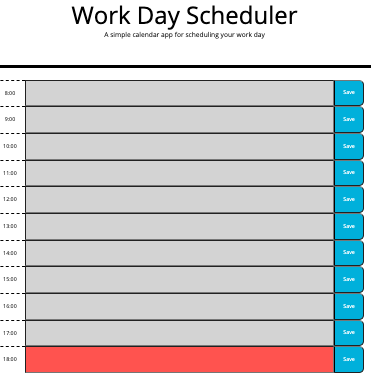 Work Day Scheduler
A simple calendar app for scheduling your work day
8:00 Save
9:00 Save
10:00 Save
11:00 Save
12:00 Save
13:00 Save
14:00 Save
15:00 Save
16:00 Save
17:00 Save
18:00 Save